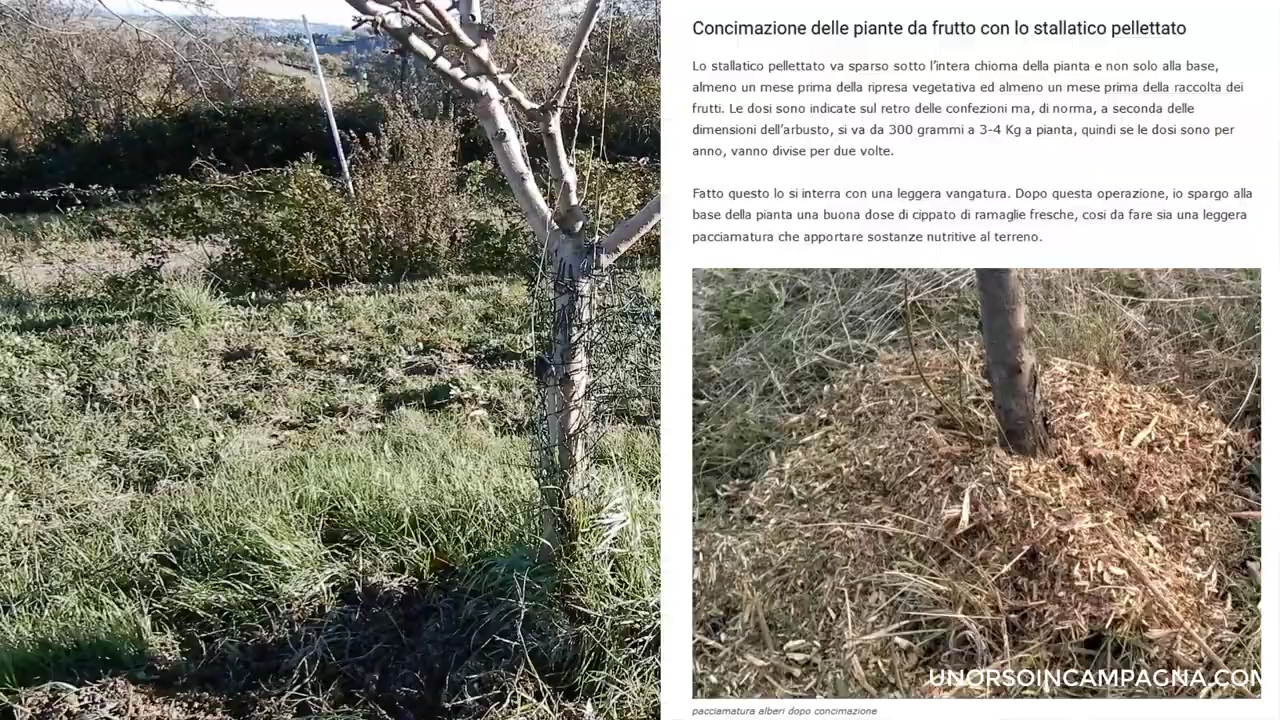 Concimazione delle piante da frutto con lo stallatico pellettato
Lo stallatico pellettato va sparso sotto l'intera chioma della pianta e non solo alla base,
almeno un mese prima della ripresa vegetativa ed almeno un mese prima della raccolta dei
frutti. Le dosi sono indicate sul retro delle confezioni ma, di norma, a seconda delle
dimensioni dell'arbusto, si va da 300 grammi a 3-4 Kg a pianta, quindi se le dosi sono per
anno, vanno divise per due volte.
Fatto questo lo si interra con una leggera vangatura. Dopo questa operazione, io spargo alla
base della pianta una buona dose di cippato di ramaglie fresche, cosi da fare sia una leggera
pacciamatura che apportare sostanze nutritive al terreno.
UNORSOINCAMPAGNA.COM
pacciamatura alberi dopo concimazione